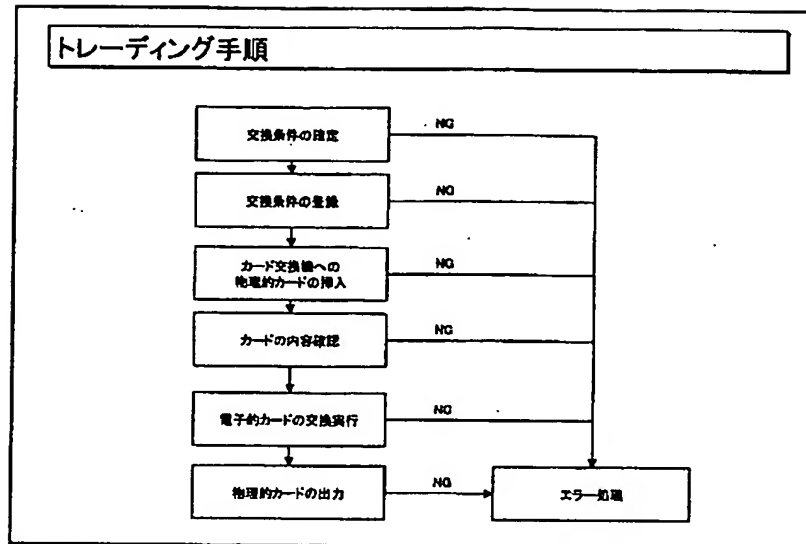 トレーディング手順
交換条件の確定
NG
交換条件の登録
NG
カード交換機への
物理的カードの挿入
NG
カードの内容確認
NG
電子的カードの交換実行
NG
物理的カードの出力
NG
エラー処理